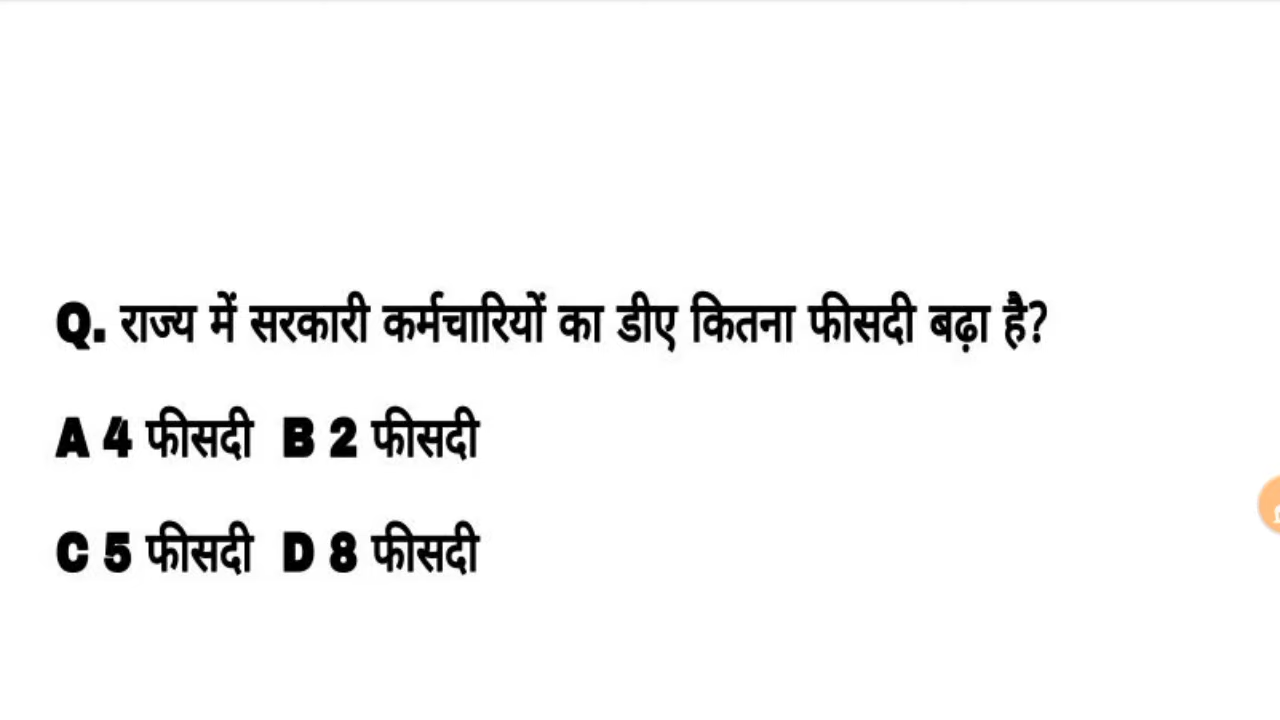 Q. राज्य में सरकारी कर्मचारियों का डीए कितना फीसदी बढ़ा है?
A 4 फीसदी B 2 फीसदी
C 5 फीसदी D 8 फीसदी